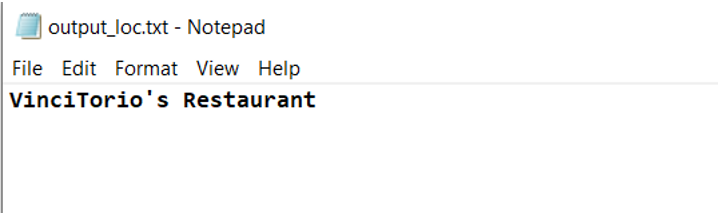 output_loc.txt - Notepad
File Edit Format View Help
VinciTorio's Restaurant